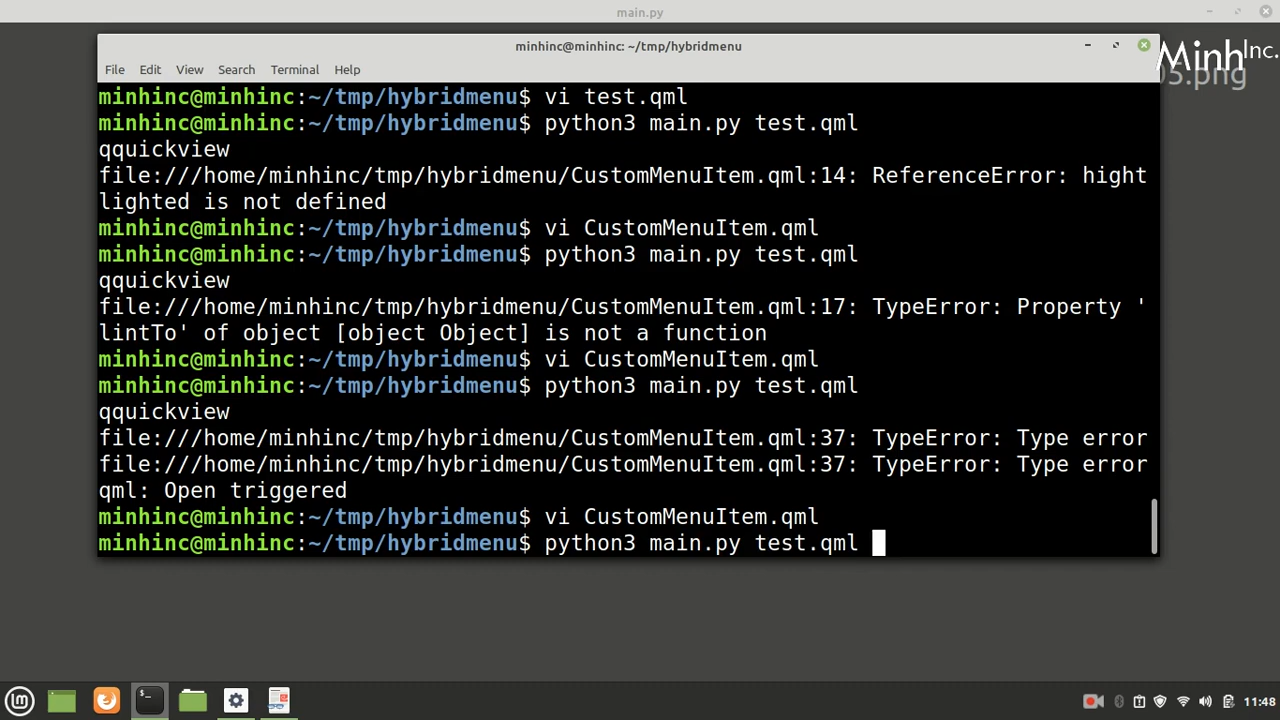 main.py
minhinc@minhinc: ~/tmp/hybridmenu
MinhInc.
05.png
File Edit View Search Terminal Help
minhinc@minhinc:~/tmp/hybridmenu$ vi test.qml
minhinc@minhinc:~/tmp/hybridmenu$ python3 main.py test.qml
qquickview
file:///home/minhinc/tmp/hybridmenu/CustomMenuItem.qml:14: ReferenceError: hight
lighted is not defined
minhinc@minhinc:~/tmp/hybridmenu$ vi CustomMenuItem.qml
minhinc@minhinc:~/tmp/hybridmenu$ python3 main.py test.qml
qquickview
file:///home/minhinc/tmp/hybridmenu/CustomMenuItem.qml:17: TypeError: Property '
lintTo' of object [object Object] is not a function
minhinc@minhinc:~/tmp/hybridmenu$ vi CustomMenuItem.qml
minhinc@minhinc:~/tmp/hybridmenu$ python3 main.py test.qml
qquickview
file:///home/minhinc/tmp/hybridmenu/CustomMenuItem.qml:37: TypeError: Type error
file:///home/minhinc/tmp/hybridmenu/CustomMenuItem.qml:37: TypeError: Type error
qml: Open triggered
minhinc@minhinc:~/tmp/hybridmenu$ vi CustomMenuItem.qml
minhinc@minhinc:~/tmp/hybridmenu$ python3 main.py test.qml
11:48